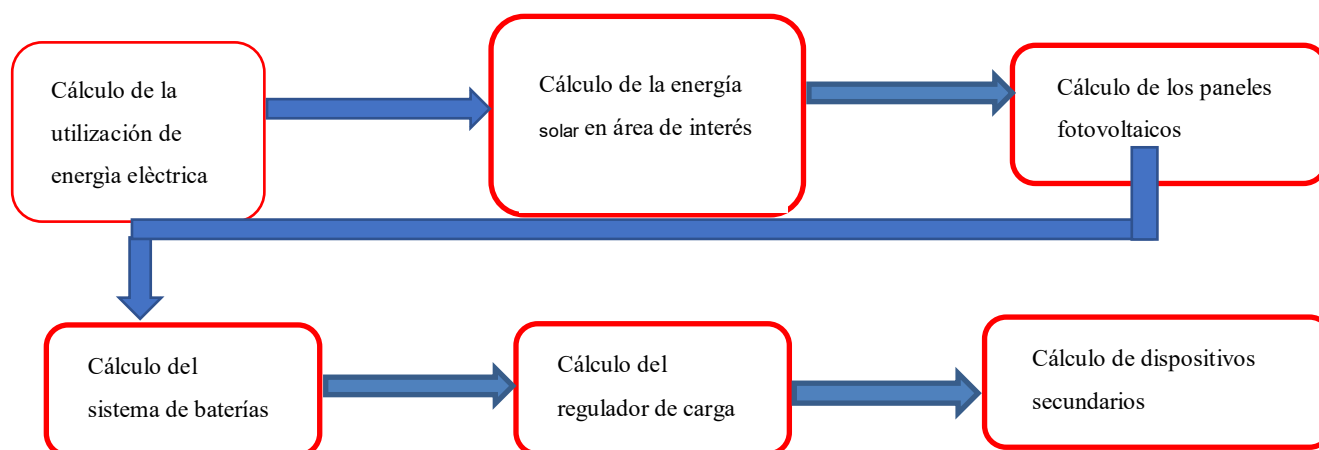 Cálculo de la
utilización de
energìa elèctrica
Cálculo de la energía
solar en área de interés
Cálculo de los paneles
fotovoltaicos
Cálculo del
sistema de baterías
Cálculo del
regulador de carga
Cálculo de dispositivos
secundarios